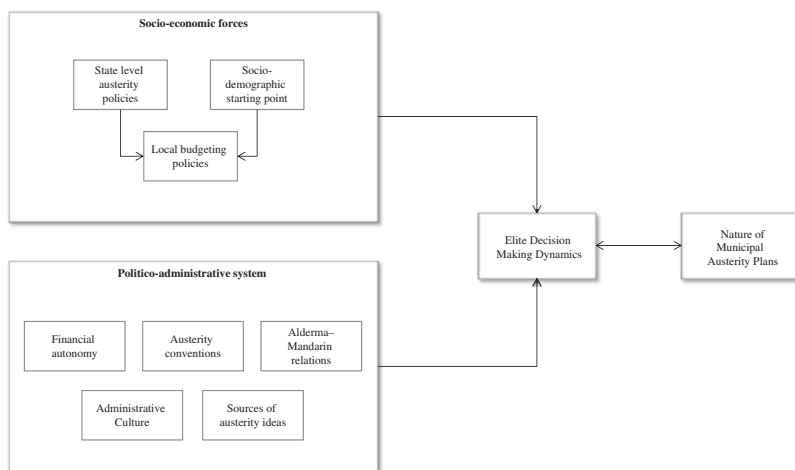 Socio-economic forces
State level
austerity
policies
Socio-
demographic
starting point
Local budgeting
policies
Elite Decision
Making Dynamics
Nature of
Municipal
Austerity Plans
Politico-administrative system
Financial
autonomy
Austerity
conventions
Alderma–
Mandarin
relations
Administrative
Culture
Sources of
austerity ideas